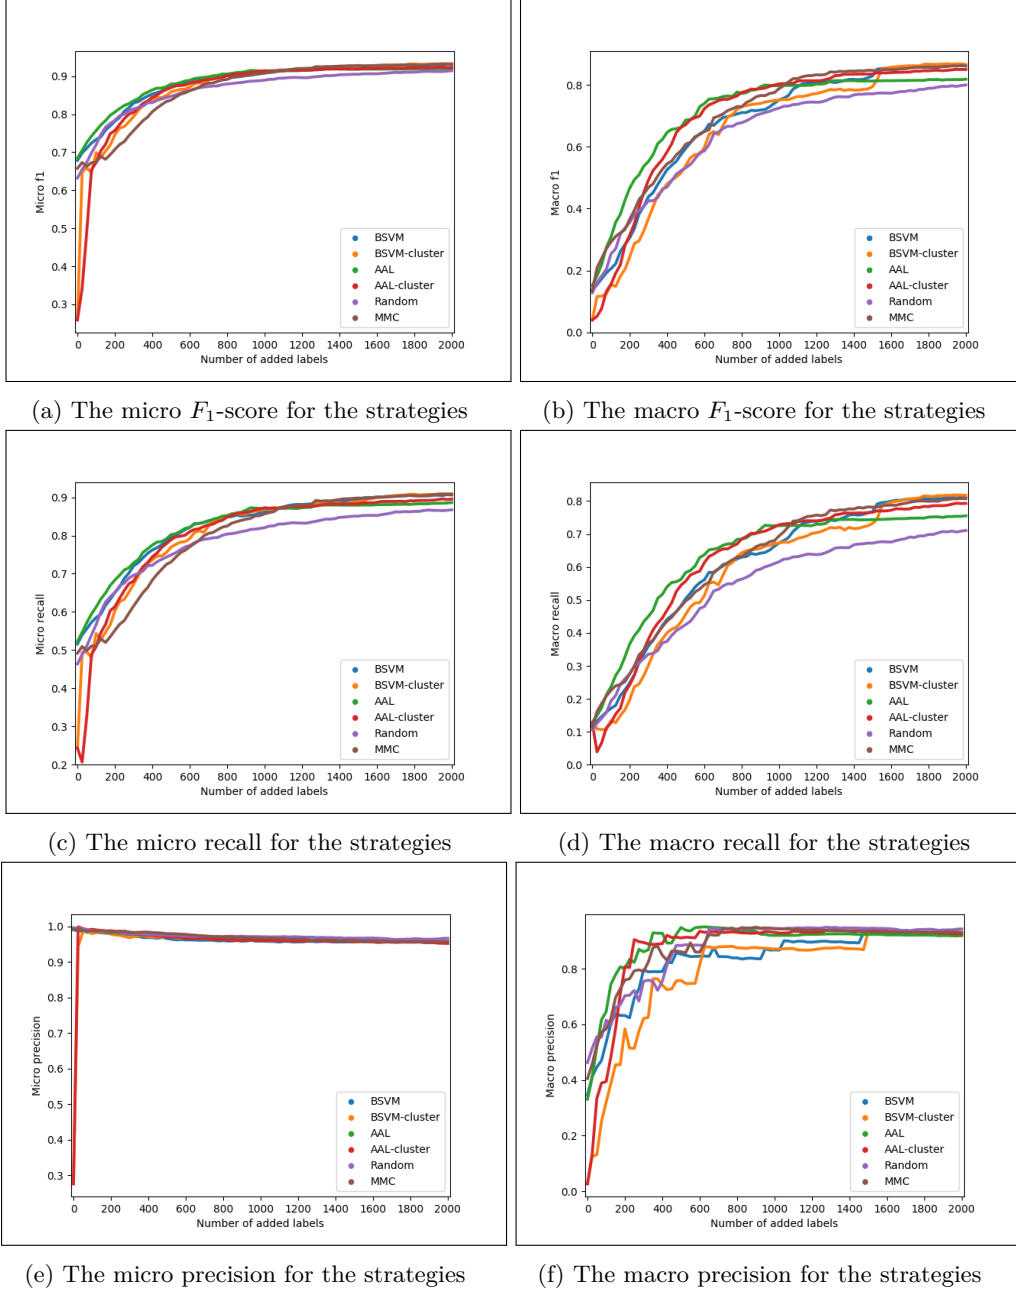 0.9
0.8
0.7
0.6
0.5
0.4
0.3
Micro f1
BSVM
BSVM-cluster
AAL
AAL-cluster
Random
MMC
0 200 400 600 800 1000 1200 1400 1600 1800 2000
Number of added labels
(a) The micro F1-score for the strategies
0.8
0.6
0.4
0.2
0.0
Macro f1
BSVM
BSVM-cluster
AAL
AAL-cluster
Random
MMC
0 200 400 600 800 1000 1200 1400 1600 1800 2000
Number of added labels
(b) The macro F1-score for the strategies
0.9
0.8
0.7
0.6
0.5
0.4
0.3
0.2
Micro recall
BSVM
BSVM-cluster
AAL
AAL-cluster
Random
MMC
0 200 400 600 800 1000 1200 1400 1600 1800 2000
Number of added labels
(c) The micro recall for the strategies
0.8
0.7
0.6
0.5
0.4
0.3
0.2
0.1
0.0
Macro recall
BSVM
BSVM-cluster
AAL
AAL-cluster
Random
MMC
0 200 400 600 800 1000 1200 1400 1600 1800 2000
Number of added labels
(d) The macro recall for the strategies
1.0
0.9
0.8
0.7
0.6
0.5
0.4
0.3
Micro precision
BSVM
BSVM-cluster
AAL
AAL-cluster
Random
MMC
0 200 400 600 800 1000 1200 1400 1600 1800 2000
Number of added labels
(e) The micro precision for the strategies
0.8
0.6
0.4
0.2
0.0
Macro precision
BSVM
BSVM-cluster
AAL
AAL-cluster
Random
MMC
0 200 400 600 800 1000 1200 1400 1600 1800 2000
Number of added labels
(f) The macro precision for the strategies